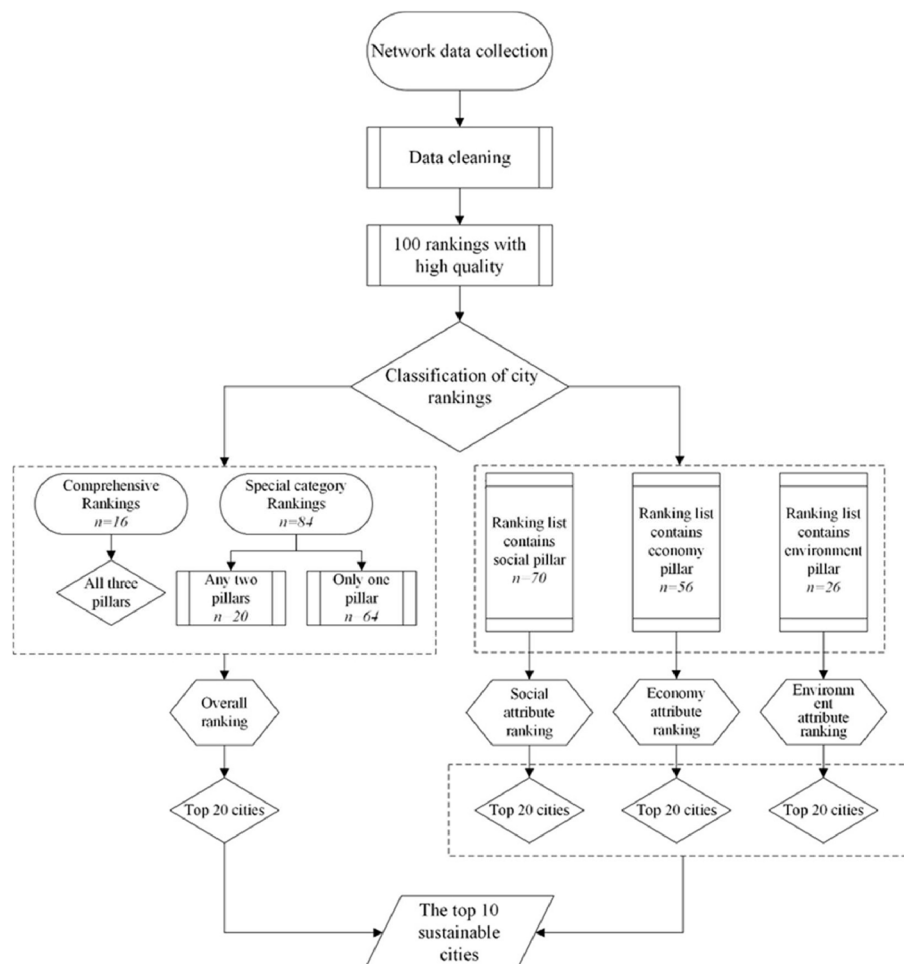 Network data collection
Data cleaning
100 rankings with
high quality
Classification of city
rankings
Comprehensive
Rankings
n=16
Special category
Rankings
n=84
All three
pillars
Any two
pillars
n 20
Only one
pillar
n 64
Ranking list
contains
social pillar
n=70
Ranking list
contains
economy
pillar
n=56
Ranking list
contains
environment
pillar
n=26
Overall
ranking
Social
attribute
ranking
Economy
attribute
ranking
Environm
ent
attribute
ranking
Top 20 cities
Top 20 cities
Top 20 cities
Top 20 cities
The top 10
sustainable
cities